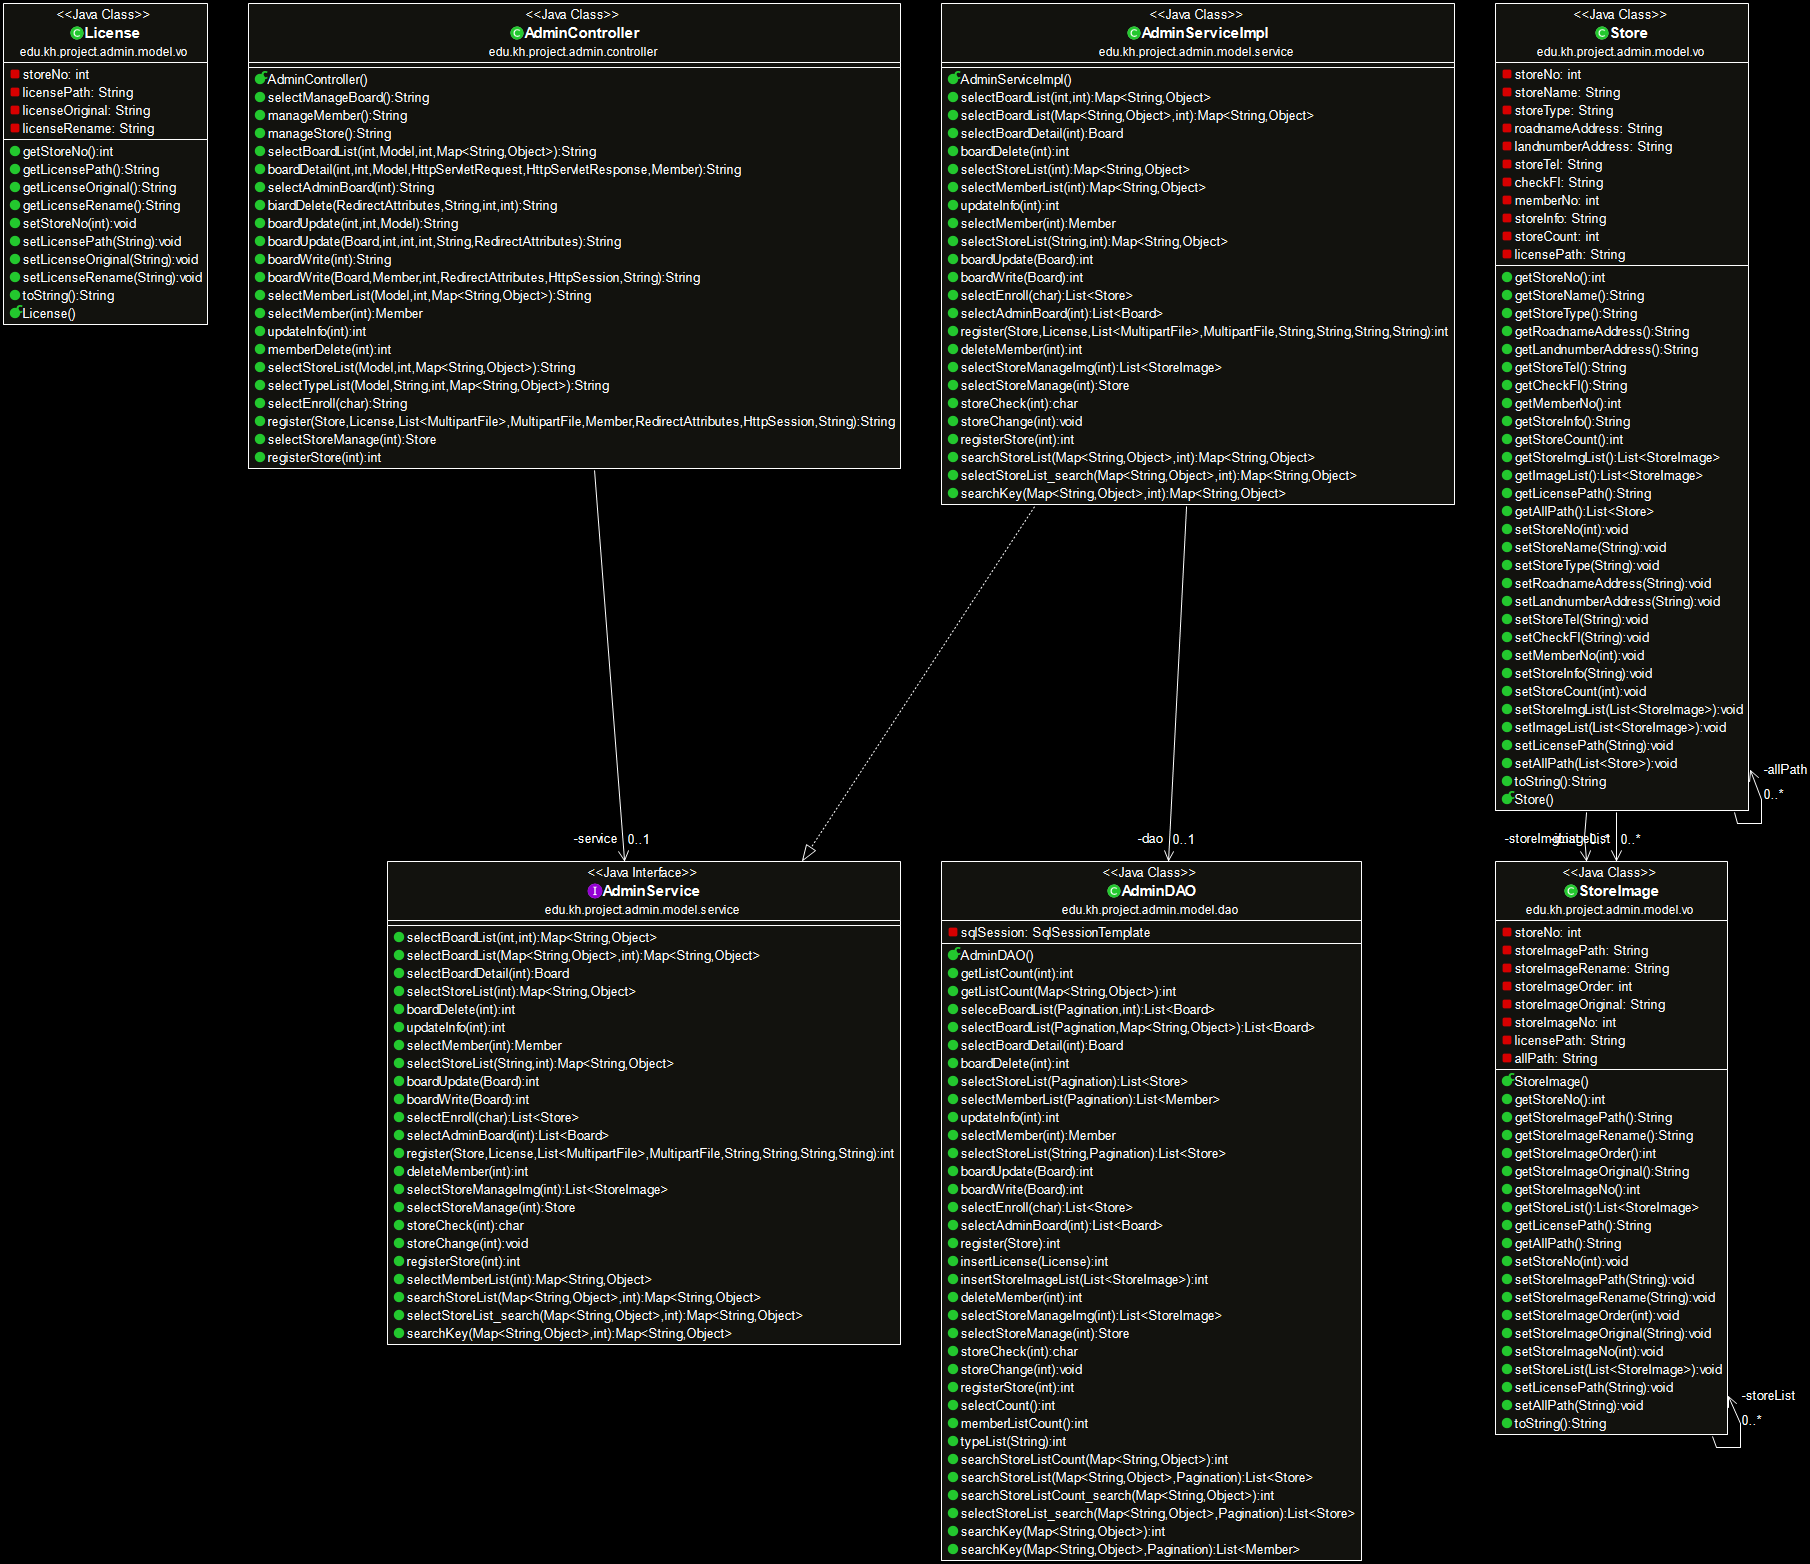 <<Java Class>>
License
edu.kh.project.admin.model.vo
storeNo: int
licensePath: String
licenseOriginal: String
licenseRename: String
getStoreNo():int
getLicensePath():String
getLicenseOriginal():String
getLicenseRename():String
setStoreNo(int):void
setLicensePath(String):void
setLicenseOriginal(String):void
setLicenseRename(String):void
toString():String
License()
<<Java Class>>
AdminController
edu.kh.project.admin.controller
AdminController()
selectManageBoard():String
manageMember():String
manageStore():String
selectBoardList(int,Model,int,Map<String,Object>):String
boardDetail(int,int,Model,HttpServletRequest,HttpServletResponse,Member):String
selectAdminBoard(int):String
biardDelete(RedirectAttributes,String,int,int):String
boardUpdate(int,int,Model):String
boardUpdate(Board,int,int,int,String,RedirectAttributes):String
boardWrite(int):String
boardWrite(Board,Member,int,RedirectAttributes,HttpSession,String):String
selectMemberList(Model,int,Map<String,Object>):String
selectMember(int):Member
updateInfo(int):int
memberDelete(int):int
selectStoreList(Model,int,Map<String,Object>):String
selectTypeList(Model,String,int,Map<String,Object>):String
selectEnroll(char):String
register(Store,License,List<MultipartFile>,MultipartFile,Member,RedirectAttributes,HttpSession,String):String
selectStoreManage(int):Store
registerStore(int):int
<<Java Class>>
AdminServiceImpl
edu.kh.project.admin.model.service
AdminServiceImpl()
selectBoardList(int,int):Map<String,Object>
selectBoardList(Map<String,Object>,int):Map<String,Object>
selectBoardDetail(int):Board
boardDelete(int):int
selectStoreList(int):Map<String,Object>
selectMemberList(int):Map<String,Object>
updateInfo(int):int
selectMember(int):Member
selectStoreList(String,int):Map<String,Object>
boardUpdate(Board):int
boardWrite(Board):int
selectEnroll(char):List<Store>
selectAdminBoard(int):List<Board>
register(Store,License,List<MultipartFile>,MultipartFile,String,String,String,String):int
deleteMember(int):int
selectStoreManageImg(int):List<StoreImage>
selectStoreManage(int):Store
storeCheck(int):char
storeChange(int):void
registerStore(int):int
searchStoreList(Map<String,Object>,int):Map<String,Object>
selectStoreList_search(Map<String,Object>,int):Map<String,Object>
searchKey(Map<String,Object>,int):Map<String,Object>
<<Java Class>>
Store
edu.kh.project.admin.model.vo
storeNo: int
storeName: String
storeType: String
roadnameAddress: String
landnumberAddress: String
storeTel: String
checkFl: String
memberNo: int
storeInfo: String
storeCount: int
licensePath: String
getStoreNo():int
getStoreName():String
getStoreType():String
getRoadnameAddress():String
getLandnumberAddress():String
getStoreTel():String
getCheckFl():String
getMemberNo():int
getStoreInfo():String
getStoreCount():int
getStoreImgList():List<StoreImage>
getImageList():List<StoreImage>
getLicensePath():String
getAllPath():List<Store>
setStoreNo(int):void
setStoreName(String):void
setStoreType(String):void
setRoadnameAddress(String):void
setLandnumberAddress(String):void
setStoreTel(String):void
setCheckFl(String):void
setMemberNo(int):void
setStoreInfo(String):void
setStoreCount(int):void
setStoreImgList(List<StoreImage>):void
setImageList(List<StoreImage>):void
setLicensePath(String):void
setAllPath(List<Store>):void
toString():String
Store()
-allPath
0..*
-service 0..1
-dao 0..1
0..*
<<Java Interface>>
AdminService
edu.kh.project.admin.model.service
selectBoardList(int,int):Map<String,Object>
selectBoardList(Map<String,Object>,int):Map<String,Object>
selectBoardDetail(int):Board
selectStoreList(int):Map<String,Object>
boardDelete(int):int
updateInfo(int):int
selectMember(int):Member
selectStoreList(String,int):Map<String,Object>
boardUpdate(Board):int
boardWrite(Board):int
selectEnroll(char):List<Store>
selectAdminBoard(int):List<Board>
register(Store,License,List<MultipartFile>,MultipartFile,String,String,String,String):int
deleteMember(int):int
selectStoreManageImg(int):List<StoreImage>
selectStoreManage(int):Store
storeCheck(int):char
storeChange(int):void
registerStore(int):int
selectMemberList(int):Map<String,Object>
searchStoreList(Map<String,Object>,int):Map<String,Object>
selectStoreList_search(Map<String,Object>,int):Map<String,Object>
searchKey(Map<String,Object>,int):Map<String,Object>
<<Java Class>>
AdminDAO
edu.kh.project.admin.model.dao
sqlSession: SqlSessionTemplate
AdminDAO()
getListCount(int):int
getListCount(Map<String,Object>):int
seleceBoardList(Pagination,int):List<Board>
selectBoardList(Pagination,Map<String,Object>):List<Board>
selectBoardDetail(int):Board
boardDelete(int):int
selectStoreList(Pagination):List<Store>
selectMemberList(Pagination):List<Member>
updateInfo(int):int
selectMember(int):Member
selectStoreList(String,Pagination):List<Store>
boardUpdate(Board):int
boardWrite(Board):int
selectEnroll(char):List<Store>
selectAdminBoard(int):List<Board>
register(Store):int
insertLicense(License):int
insertStoreImageList(List<StoreImage>):int
deleteMember(int):int
selectStoreManageImg(int):List<StoreImage>
selectStoreManage(int):Store
storeCheck(int):char
storeChange(int):void
registerStore(int):int
selectCount():int
memberListCount():int
typeList(String):int
searchStoreListCount(Map<String,Object>):int
searchStoreList(Map<String,Object>,Pagination):List<Store>
searchStoreListCount_search(Map<String,Object>):int
selectStoreList_search(Map<String,Object>,Pagination):List<Store>
searchKey(Map<String,Object>):int
searchKey(Map<String,Object>,Pagination):List<Member>
<<Java Class>>
StoreImage
edu.kh.project.admin.model.vo
storeNo: int
storeImagePath: String
storeImageRename: String
storeImageOrder: int
storeImageOriginal: String
storeImageNo: int
licensePath: String
allPath: String
StoreImage()
getStoreNo():int
getStoreImagePath():String
getStoreImageRename():String
getStoreImageOrder():int
getStoreImageOriginal():String
getStoreImageNo():int
getStoreList():List<StoreImage>
getLicensePath():String
getAllPath():String
setStoreNo(int):void
setStoreImagePath(String):void
setStoreImageRename(String):void
setStoreImageOrder(int):void
setStoreImageOriginal(String):void
setStoreImageNo(int):void
setStoreList(List<StoreImage>):void
setLicensePath(String):void
setAllPath(String):void
toString():String
-storeList
0..*